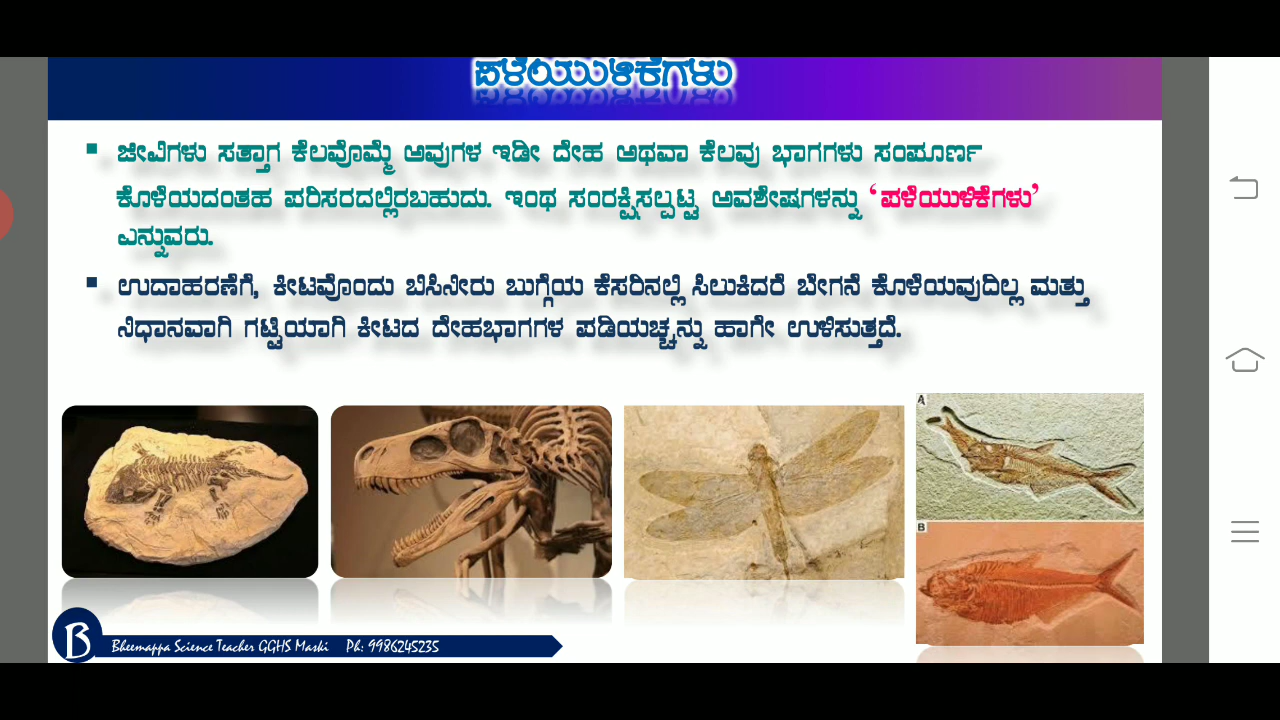 ಪಳೆಯುಳಿಕೆಗಳು
ಜೀವಿಗಳು ಸತ್ತಾಗ ಕೆಲವೊಮ್ಮೆ ಅವುಗಳ ಇಡೀ ದೇಹ ಅಥವಾ ಕೆಲವು ಭಾಗಗಳು ಸಂಪೂರ್ಣ
ಕೊಳೆಯದಂತಹ ಪರಿಸರದಲ್ಲಿರಬಹುದು. ಇಂಥ ಸಂರಕ್ಷಿಸಲ್ಪಟ್ಟ ಅವಶೇಷಗಳನ್ನು ‘ಪಳೆಯುಳಿಕೆಗಳು’
ಎನ್ನುವರು.
ಉದಾಹರಣೆಗೆ, ಕೀಟವೊಂದು ಬಿಸಿನೀರು ಬುಗ್ಗೆಯ ಕೆಸರಿನಲ್ಲಿ ಸಿಲುಕಿದರೆ ಬೇಗನೆ ಕೊಳೆಯವುದಿಲ್ಲ ಮತ್ತು
ನಿಧಾನವಾಗಿ ಗಟ್ಟಿಯಾಗಿ ಕೀಟದ ದೇಹಭಾಗಗಳ ಪಡಿಯಚ್ಚನ್ನು ಹಾಗೇ ಉಳಿಸುತ್ತದೆ.
A
B
B Bheemappa Science Teacher GGHS Maski Ph: 9986245235